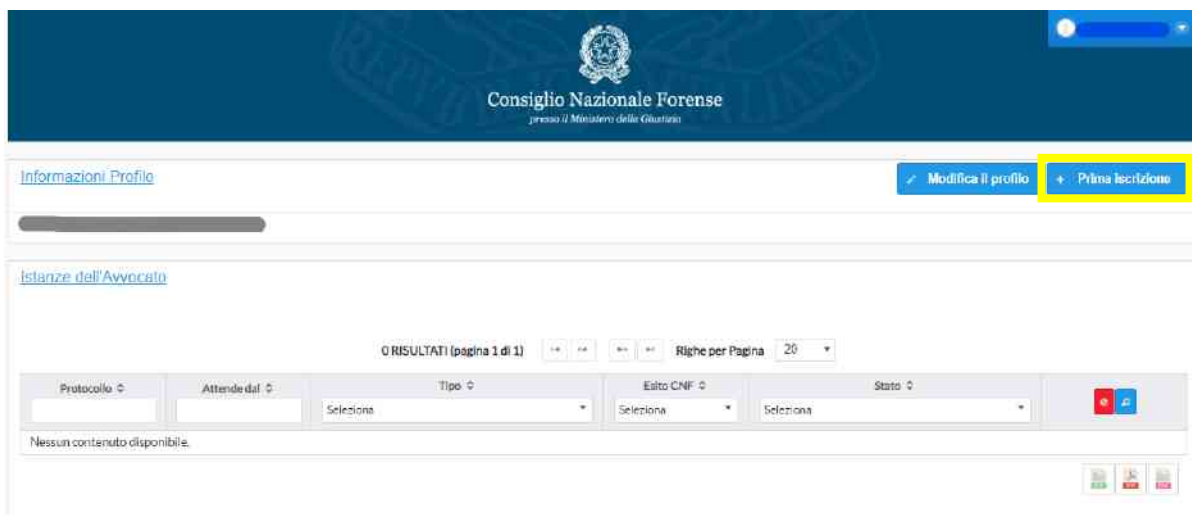 REPVBBLICA ITALIANA
Consiglio Nazionale Forense
presso il Ministero della Giustizia
Informazioni Profilo
Modifica il profilo
+ Prima iscrizione
Istanze dell'Avvocato
0 RISULTATI (pagina 1 di 1)
Righe per Pagina
20
Protocollo
Attende dal
Tipo
Esito CNF
Stato
Seleziona
Seleziona
Seleziona
Nessun contenuto disponibile.